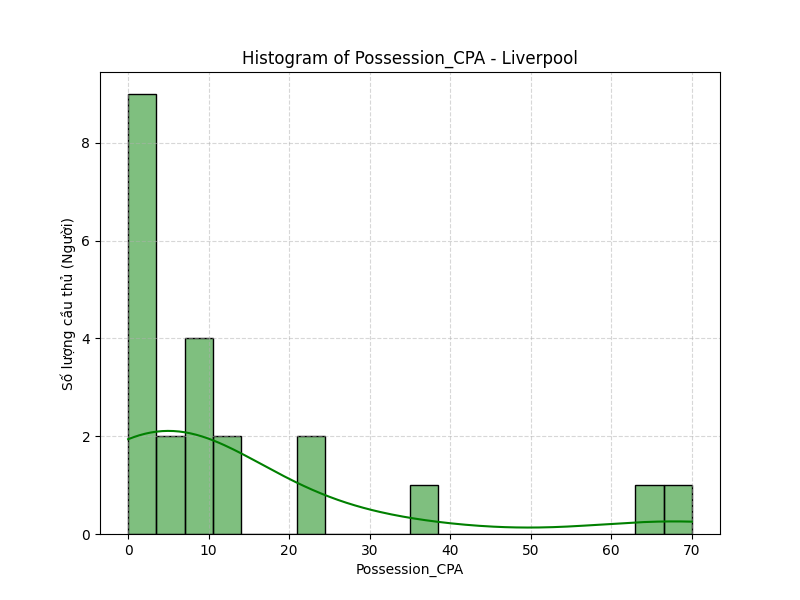 Histogram of Possession_CPA - Liverpool
Số lượng cầu thủ (Người)
8
6
4
2
0
0 10 20 30 40 50 60 70
Possession_CPA